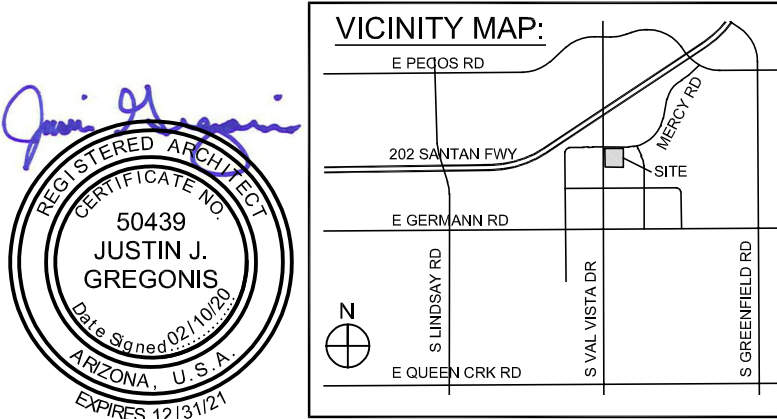 Justin Gregonis
REGISTERED ARCHITECT
CERTIFICATE NO.
50439
JUSTIN J.
GREGONIS
Date Signed 02/10/20
ARIZONA, U.S.A.
EXPIRES 12/31/21
VICINITY MAP:
E PECOS RD
MERCY RD
202 SANTAN FWY
SITE
E GERMANN RD
S LINDSAY RD
S VAL VISTA DR
S GREENFIELD RD
N
E QUEEN CRK RD